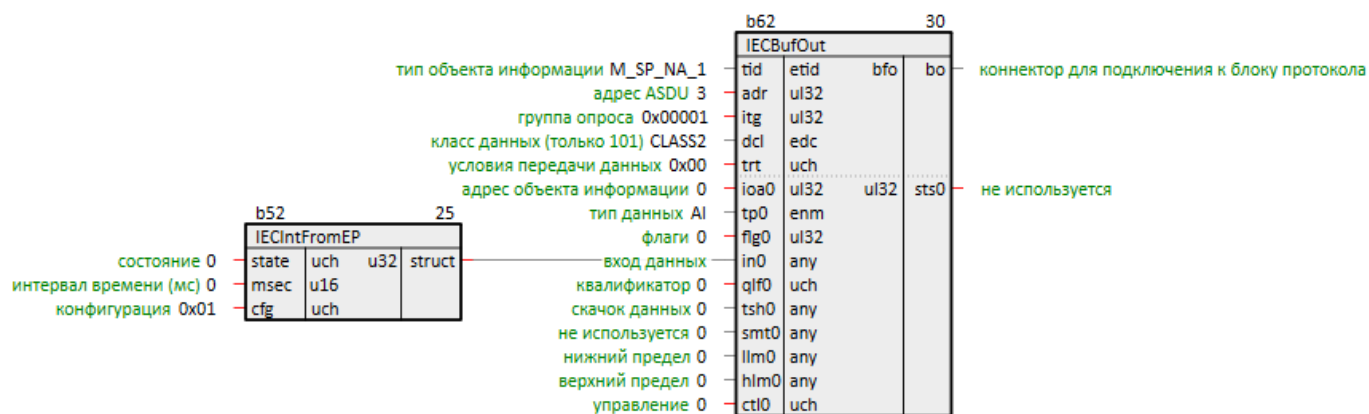 b62 30
IECBufOut
тип объекта информации M_SP_NA_1 tid etid bfo bo коннектор для подключения к блоку протокола
адрес ASDU 3 adr ul32
группа опроса 0x00001 itg ul32
класс данных (только 101) CLASS2 dcl edc
условия передачи данных 0x00 trt uch
адрес объекта информации 0 ioa0 ul32 ul32 sts0 не используется
тип данных AI tp0 enm
флаги 0 flg0 ul32
вход данных in0 any
квалификатор 0 qlf0 uch
скачок данных 0 tsh0 any
не используется 0 smt0 any
нижний предел 0 llm0 any
верхний предел 0 hlm0 any
управление 0 ctl0 uch
b52 25
IECIntFromEP
состояние 0 state uch u32 struct
интервал времени (мс) 0 msec u16
конфигурация 0x01 cfg uch